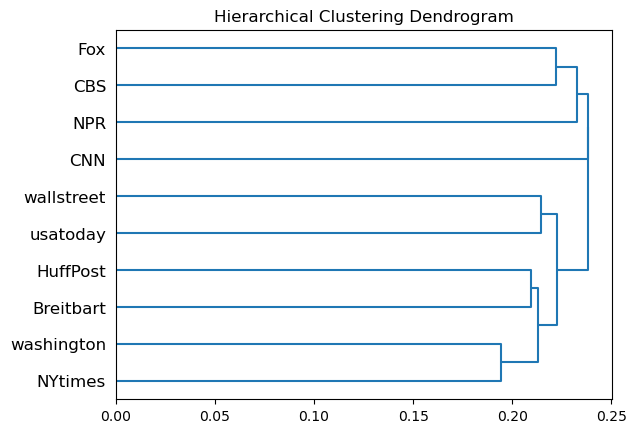 Hierarchical Clustering Dendrogram
Fox
CBS
NPR
CNN
wallstreet
usatoday
HuffPost
Breitbart
washington
NYtimes
0.00 0.05 0.10 0.15 0.20 0.25